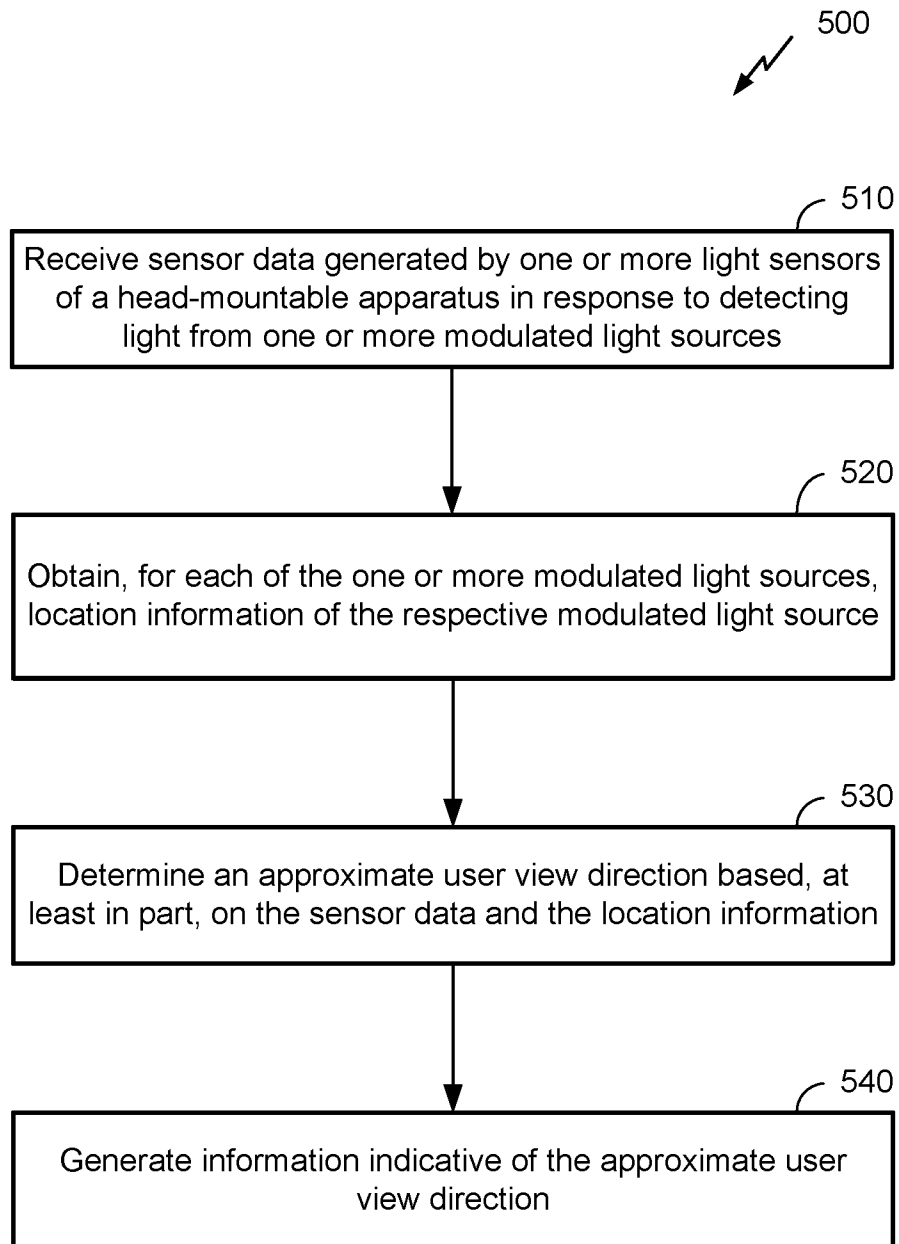 500
510
Receive sensor data generated by one or more light sensors
of a head-mountable apparatus in response to detecting
light from one or more modulated light sources
520
Obtain, for each of the one or more modulated light sources,
location information of the respective modulated light source
530
Determine an approximate user view direction based, at
least in part, on the sensor data and the location information
540
Generate information indicative of the approximate user
view direction